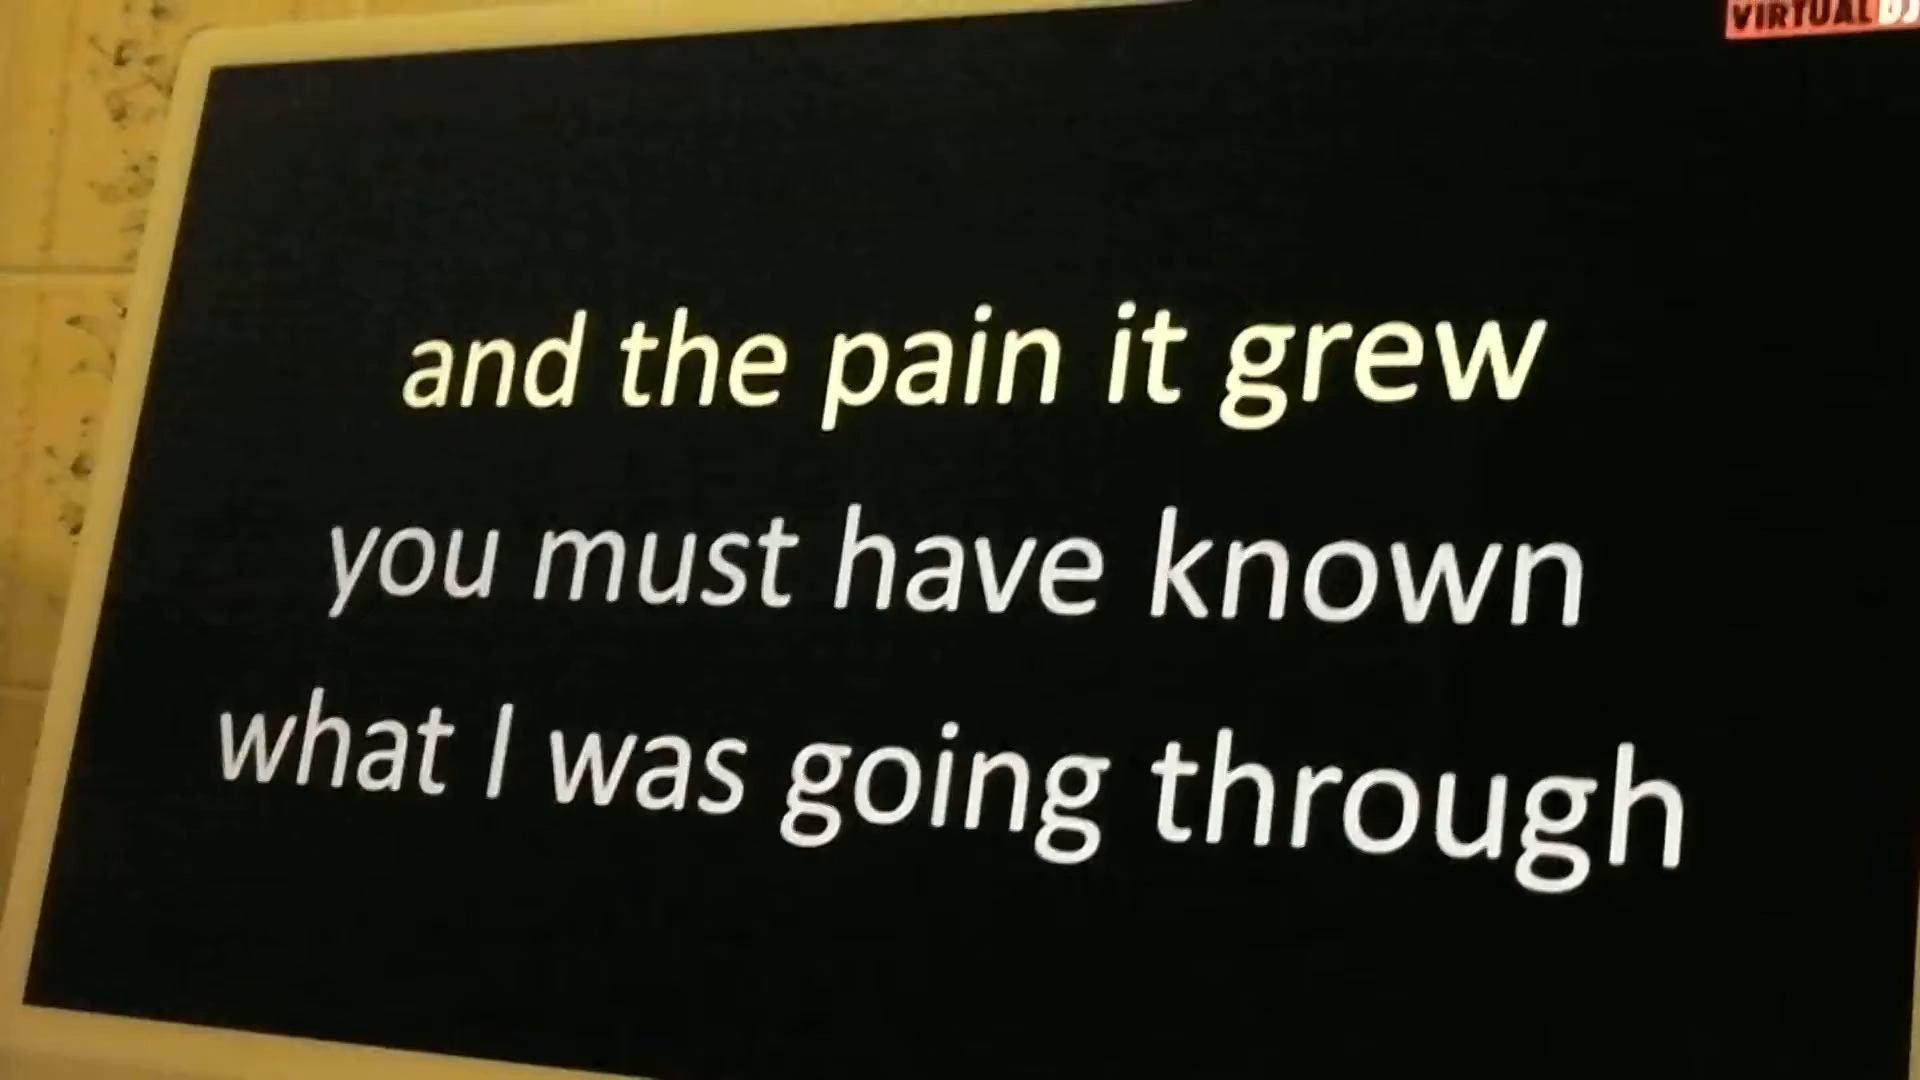 VIRTUAL DJ
and the pain it grew
you must have known
what I was going through